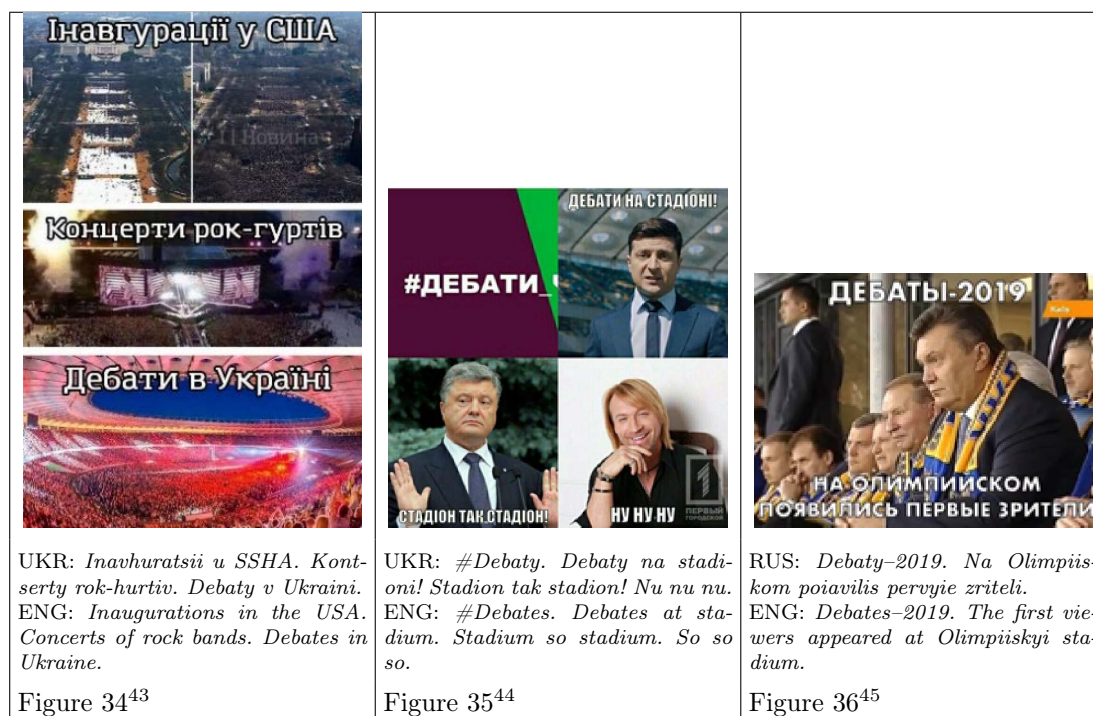 Інавгурації у США
Новинач
Концерти рок-гуртів
Дебати в Україні
UKR: Inavhuratsii u SSHA. Kont-
serty rok-hurtiv. Debaty v Ukraini.
ENG: Inaugurations in the USA.
Concerts of rock bands. Debates in
Ukraine.
Figure 3443
#ДЕБАТИ_
ДЕБАТИ НА СТАДІОНІ!
СТАДІОН ТАК СТАДІОН!
НУ НУ НУ
ПЕРВЫЙ
ГОРОДСКОЙ
UKR: #Debaty. Debaty na stadi-
oni! Stadion tak stadion! Nu nu nu.
ENG: #Debates. Debates at sta-
dium. Stadium so stadium. So so
so.
Figure 3544
ДЕБАТЫ-2019
Київ
НА ОЛИМПИЙСКОМ
ПОЯВИЛИСЬ ПЕРВЫЕ ЗРИТЕЛИ
RUS: Debaty–2019. Na Olimpiis-
kom poiavilis pervyie zriteli.
ENG: Debates–2019. The first vie-
wers appeared at Olimpiiskyi sta-
dium.
Figure 3645